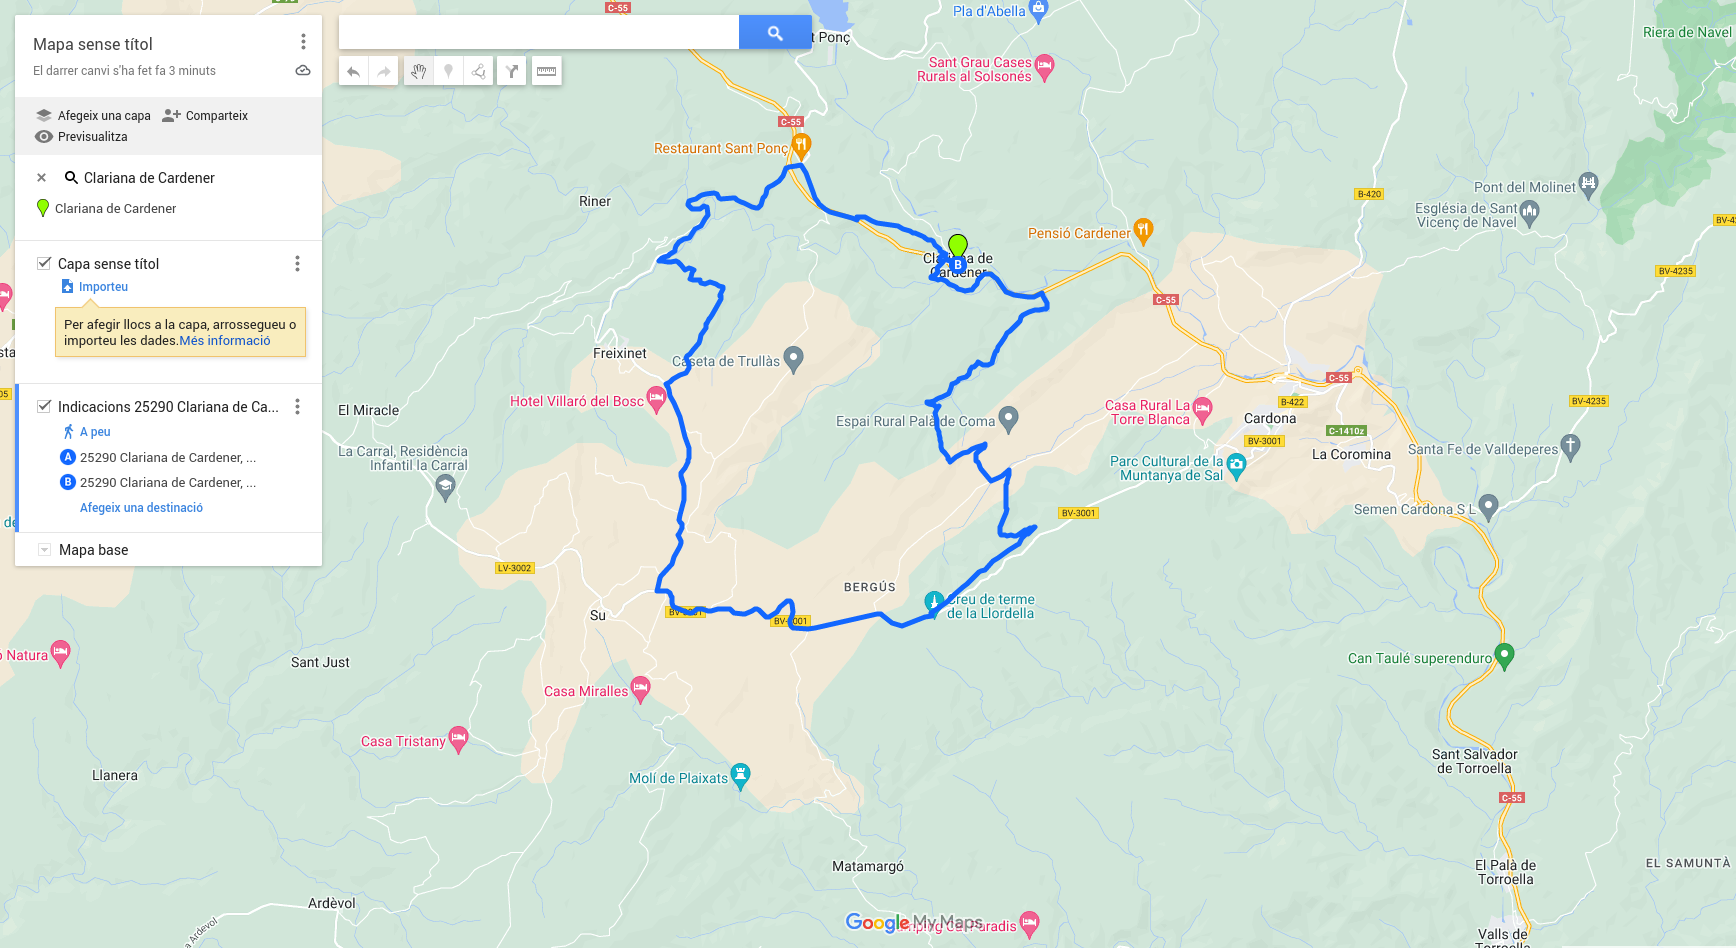 Mapa sense títol
El darrer canvi s'ha fet fa 3 minuts
Afegeix una capa
Comparteix
Previsualitza
Clariana de Cardener
Clariana de Cardener
Capa sense títol
Importeu
Per afegir llocs a la capa, arrossegueu o
importeu les dades.Més informació
Indicacions 25290 Clariana de Ca...
A peu
A 25290 Clariana de Cardener, ...
B 25290 Clariana de Cardener, ...
Afegeix una destinació
Mapa base
C-55
Pla d'Abella
t Ponç
Riera de Navel
Sant Grau Cases
Rurals al Solsonés
C-55
Restaurant Sant Ponç
Riner
B-420
Pont del Molinet
Església de Sant
Vicenç de Navel
BV-42
Pensió Cardener
Clariana de
Cardener
B
BV-4235
C-55
Freixinet
Caseta de Trullàs
C-55
Hotel Villaró del Bosc
El Miracle
B-422
BV-4235
Casa Rural La
Torre Blanca
Cardona
Espai Rural Palà de Coma
C-1410z
BV-3001
La Coromina
Santa Fe de Valldeperes
La Carral, Residència
Infantil la Carral
Parc Cultural de la
Muntanya de Sal
BV-3001
Semen Cardona S L
LV-3002
BERGÚS
Creu de terme
de la Llordella
Su
BV-3001
BV-3001
ó Natura
Sant Just
Can Taulé superenduro
Casa Miralles
Casa Tristany
Llanera
Molí de Plaixats
Sant Salvador
de Torroella
C-55
Matamargó
El Palà de
Torroella
EL SAMUNTÀ
Ardèvol
a Ardevol
Google My Maps
Valls de
Torroella